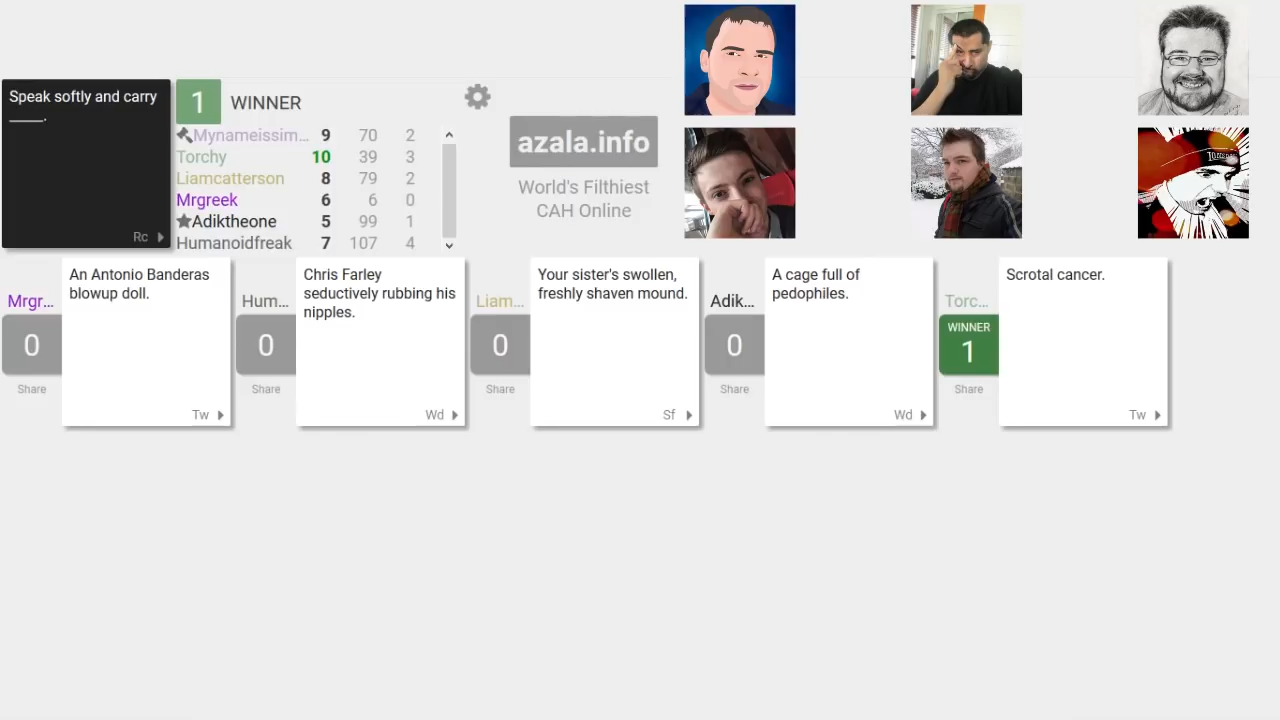 Speak softly and carry
____.
Rc
1 WINNER
Mynameissim... 9 70 2
Torchy 10 39 3
Liamcatterson 8 79 2
Mrgreek 6 6 0
Adiktheone 5 99 1
Humanoidfreak 7 107 4
azala.info
World's Filthiest
CAH Online
Mrgr...
0
Share
An Antonio Banderas
blowup doll.
Tw
Hum...
0
Share
Chris Farley
seductively rubbing his
nipples.
Wd
Liam...
0
Share
Your sister's swollen,
freshly shaven mound.
Sf
Adik...
0
Share
A cage full of
pedophiles.
Wd
Torc...
WINNER
1
Share
Scrotal cancer.
Tw